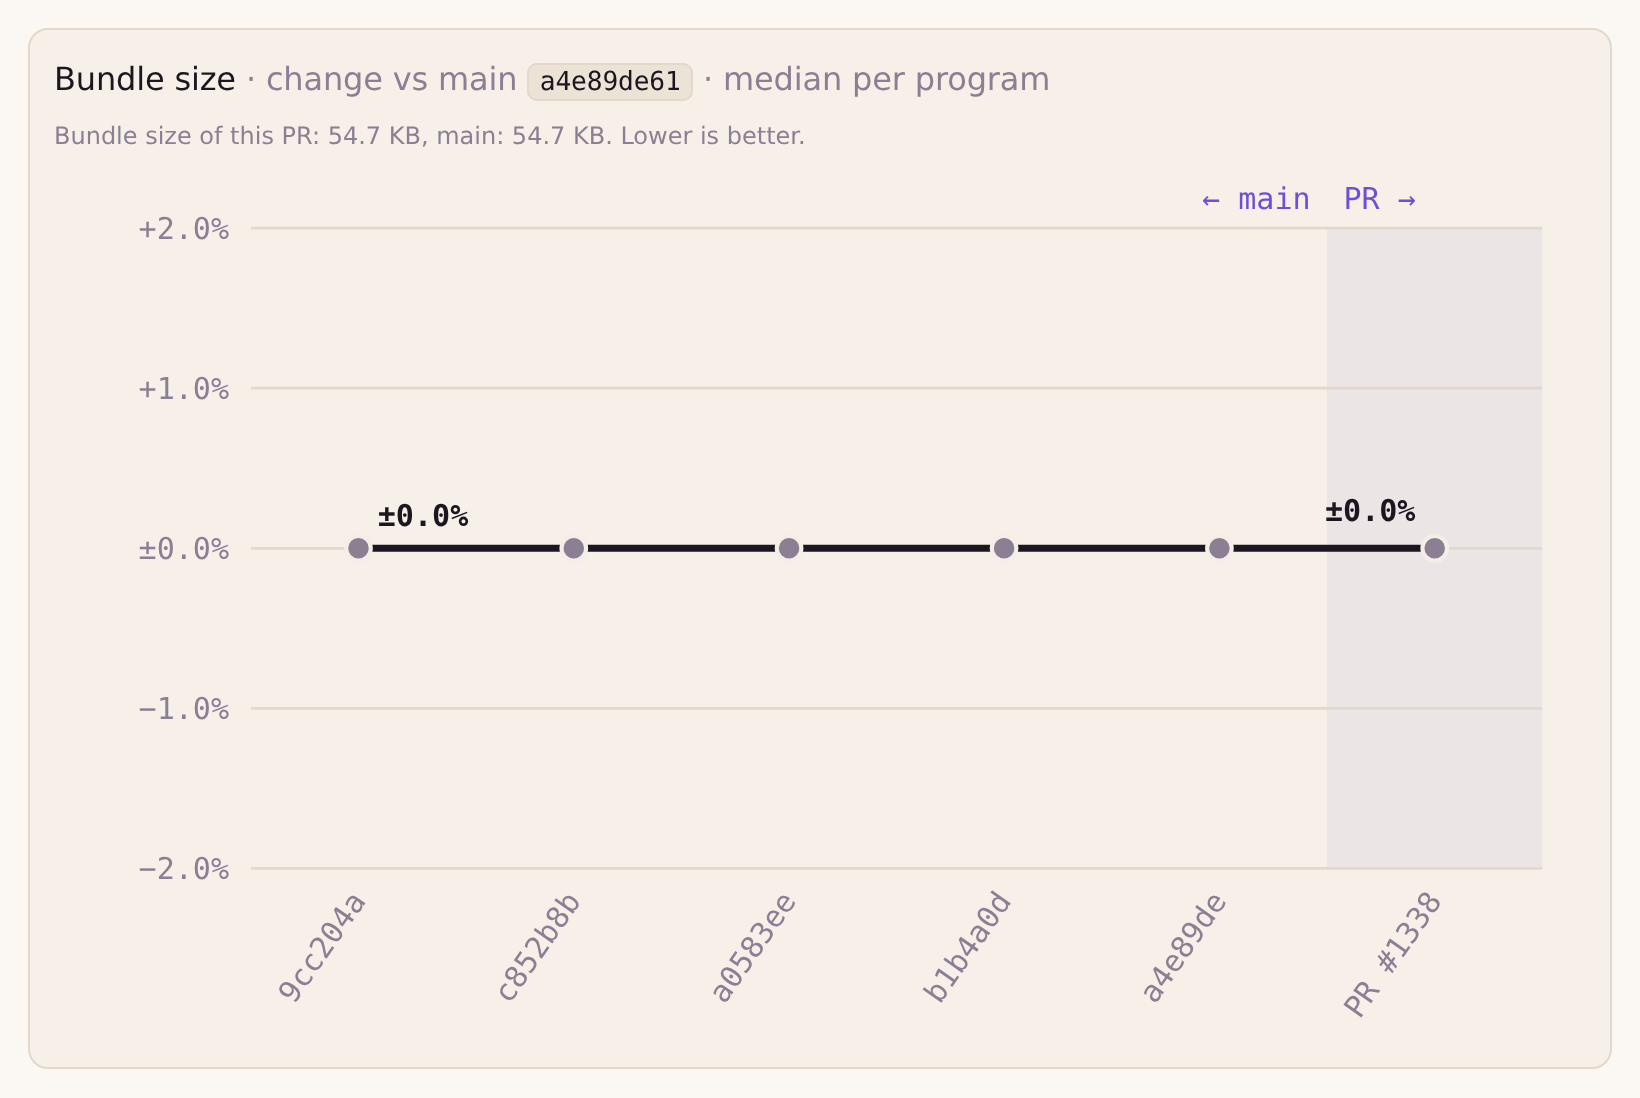 Bundle size · change vs main a4e89de61 · median per program
Bundle size of this PR: 54.7 KB, main: 54.7 KB. Lower is better.
← main PR →
+2.0%
+1.0%
±0.0% ±0.0%
±0.0%
−1.0%
−2.0%
9cc204a c852b8b a0583ee b1b4a0d a4e89de PR #1338